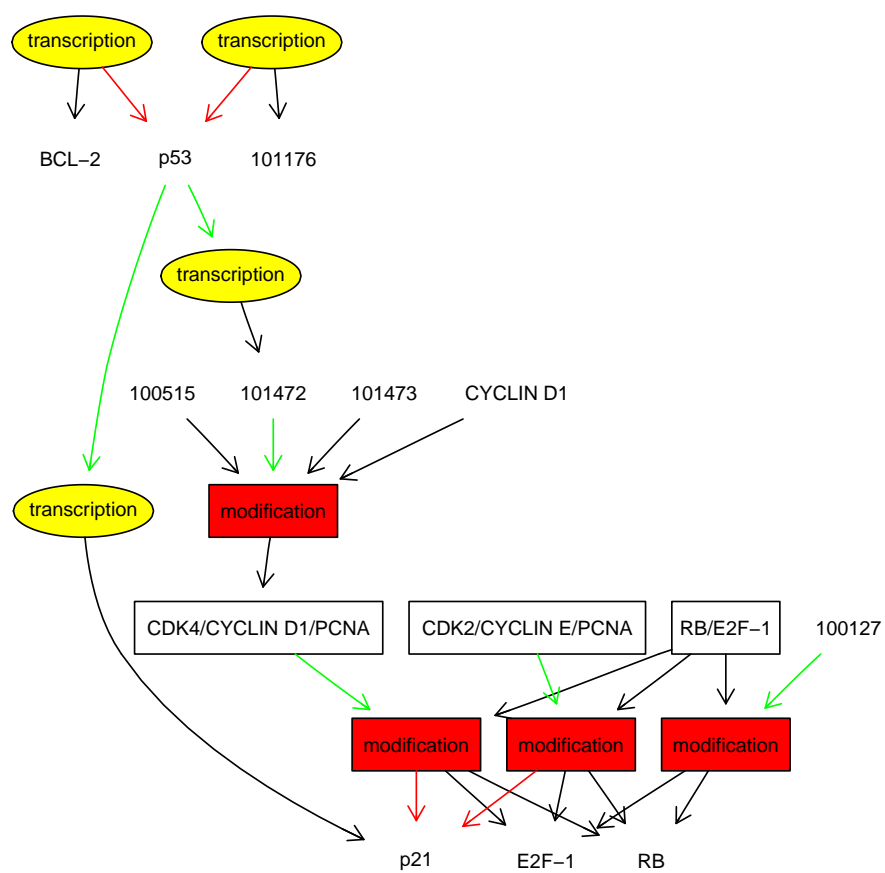 transcription
transcription
BCL−2
p53
101176
transcription
100515
101472
101473
CYCLIN D1
transcription
modification
CDK4/CYCLIN D1/PCNA
CDK2/CYCLIN E/PCNA
RB/E2F−1
100127
modification
modification
modification
p21
E2F−1
RB